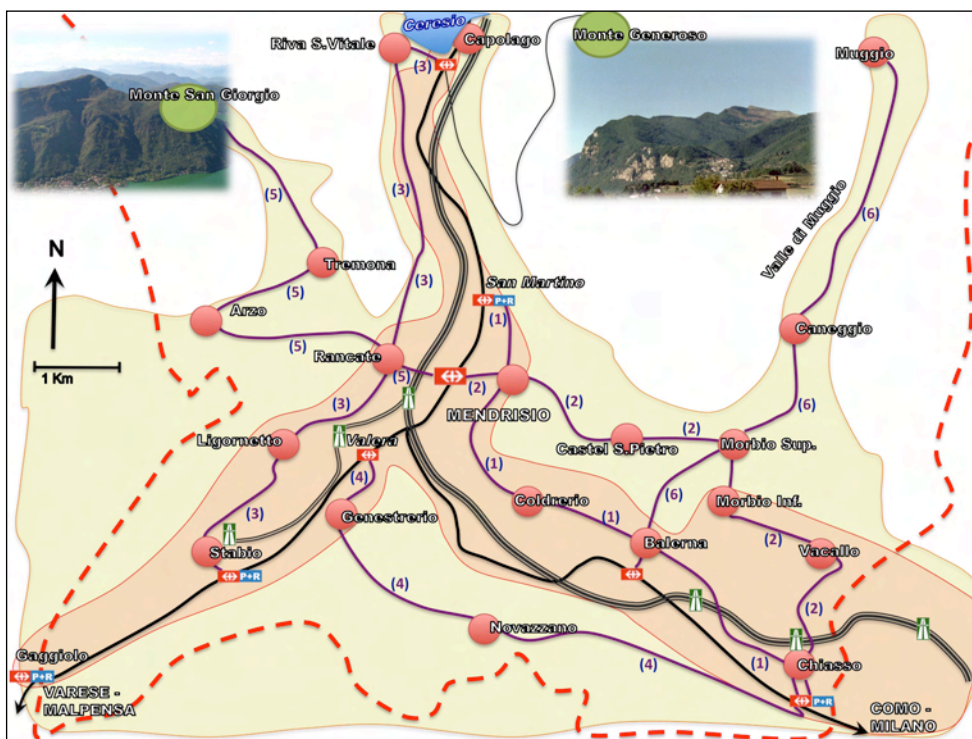 Ceresio
Riva S.Vitale
Capolago
Monte Generoso
Muggio
(3)
Monte San Giorgio
(3)
(5)
(6)
Valle di Muggio
N
Tremona
(3)
San Martino
P+R
(5)
Arzo
(1)
Caneggio
(5)
Rancate
1 Km
(5)
(2)
MENDRISIO
(3)
(2)
(6)
Ligornetto
Valera
Castel S.Pietro
(2)
Morbio Sup.
(4)
(1)
(6)
Coldrerio
Morbio Inf.
(3)
Genestrerio
(1)
Balerna
(2)
Vacallo
Stabio
P+R
(4)
(2)
Novazzano
Gaggiolo
(4)
(1)
Chiasso
P+R
VARESE -
MALPENSA
P+R
COMO -
MILANO